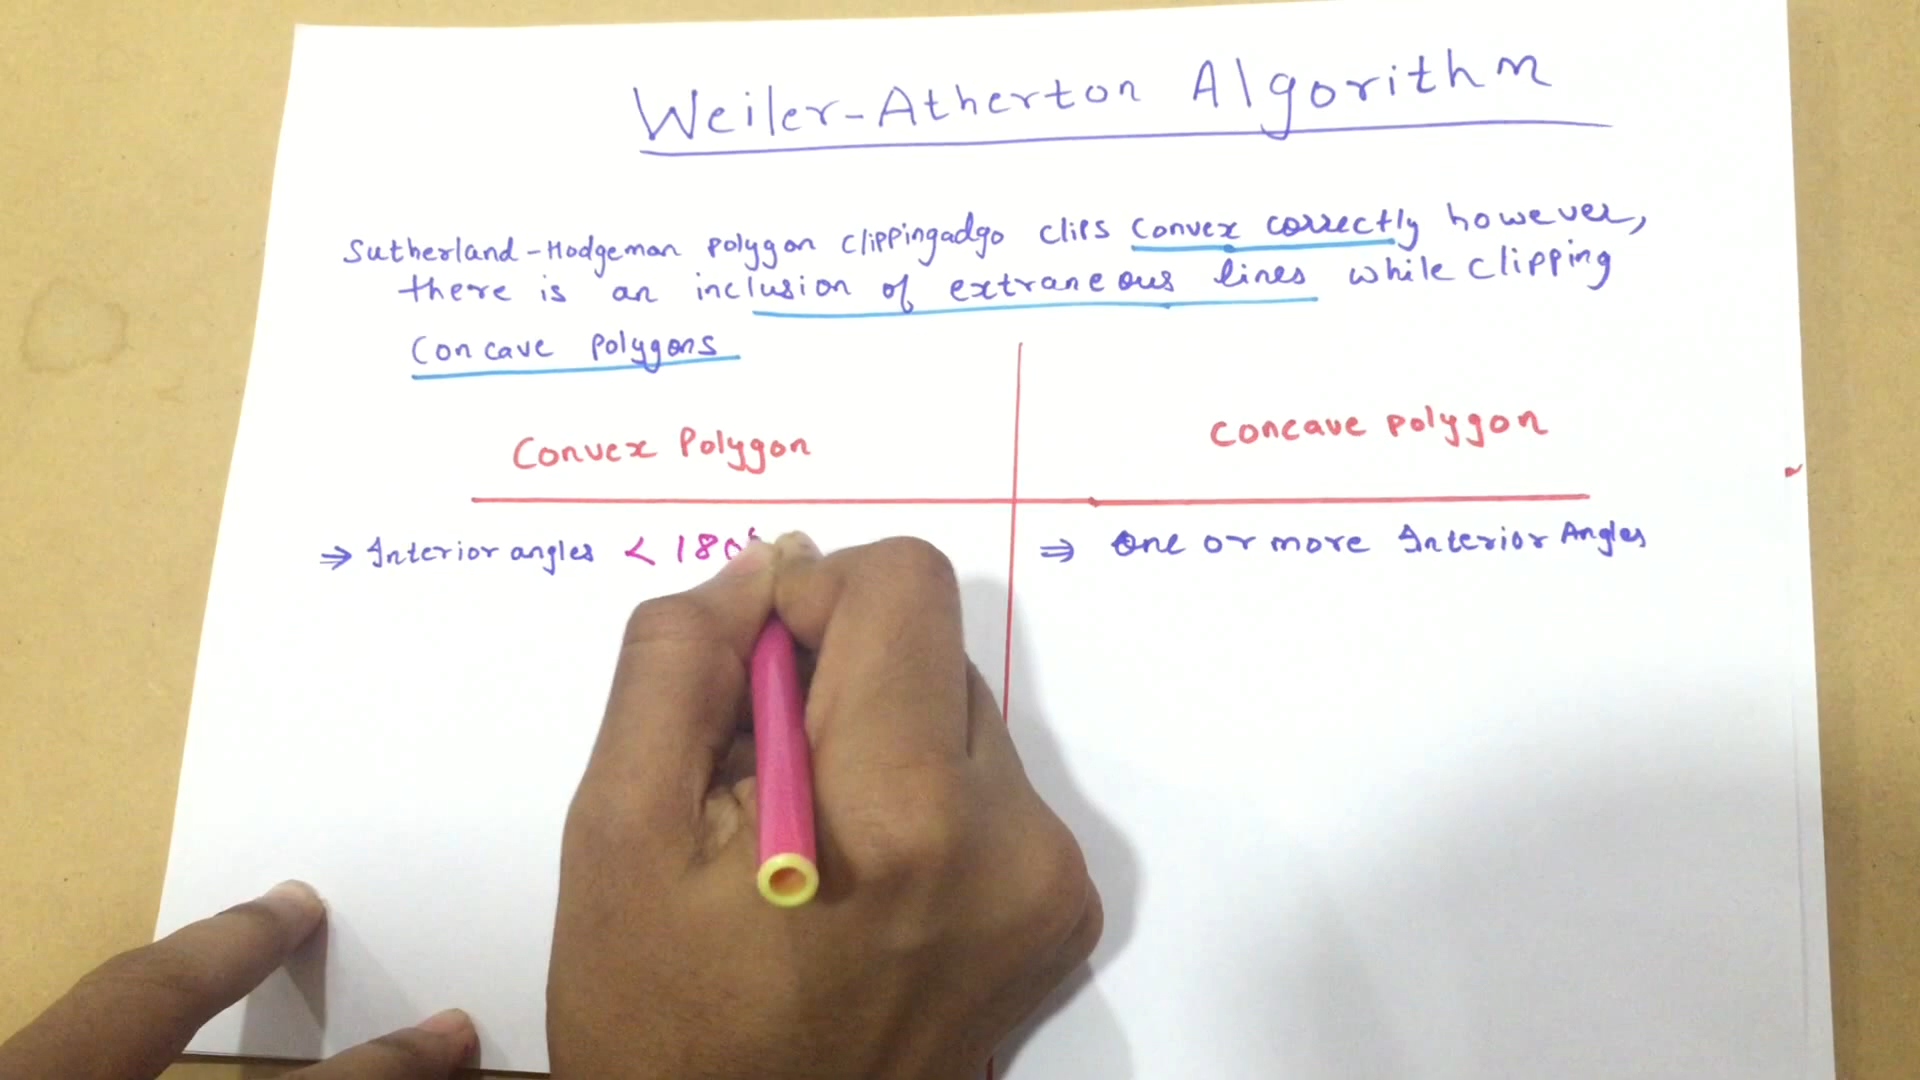 Weiler-Atherton Algorithm
Sutherland-Hodgeman polygon clippingadgo clips convex correctly however,
there is an inclusion of extraneous lines while clipping
Concave polygons
Convex Polygon
Concave polygon
⇒ Interior angles < 180°
⇒ One or more Interior Angles